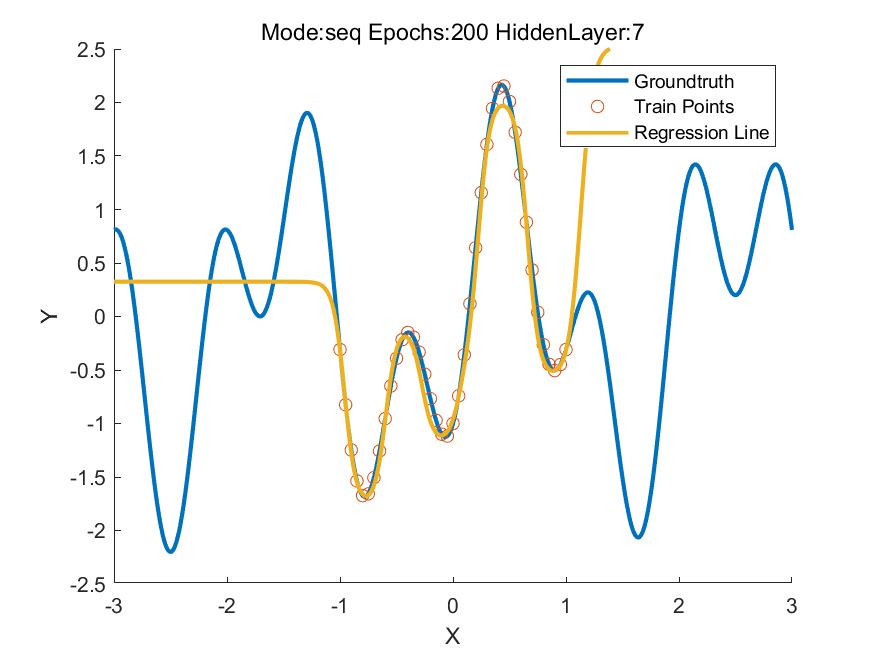 Mode:seq Epochs:200 HiddenLayer:7
2.5
2
1.5
1
0.5
0
-0.5
-1
-1.5
-2
-2.5
Y
Groundtruth
Train Points
Regression Line
-3 -2 -1 0 1 2 3
X